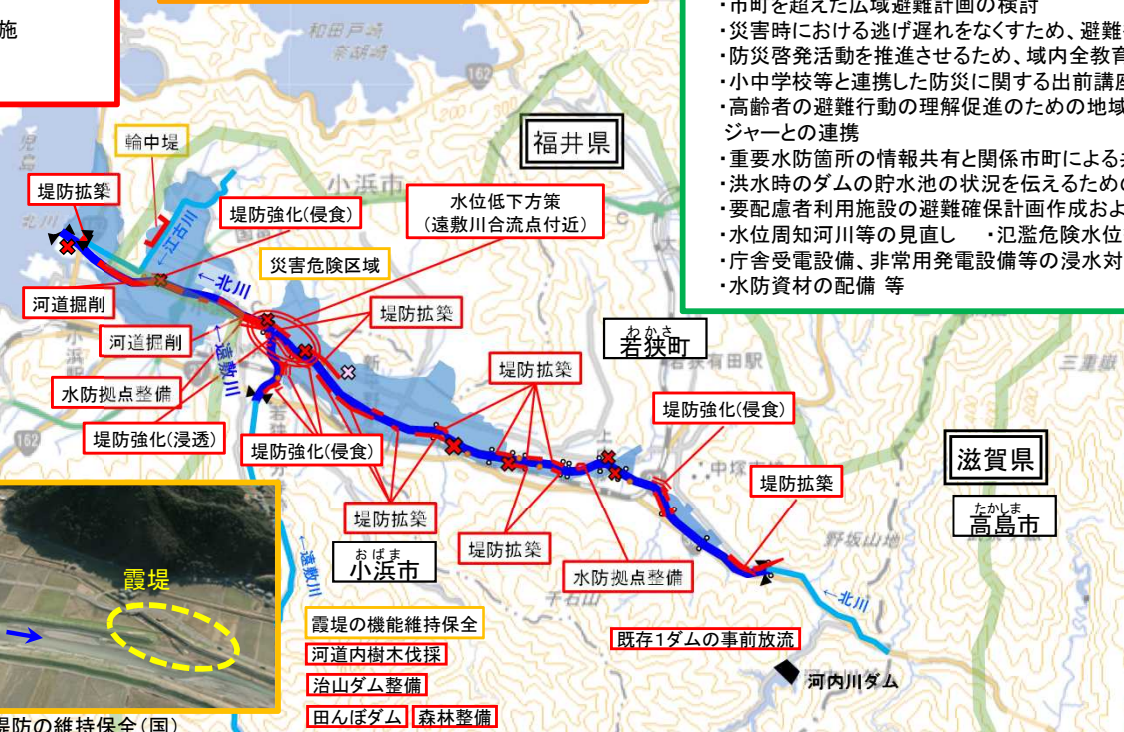 施
・市町を超えた広域避難計画の検討
・災害時における逃げ遅れをなくすため、避難
・防災啓発活動を推進させるため、域内全教育
・小中学校等と連携した防災に関する出前講座
・高齢者の避難行動の理解促進のための地域
ジャーとの連携
・重要水防箇所の情報共有と関係市町による
・洪水時のダムの貯水池の状況を伝えるための
・要配慮者利用施設の避難確保計画作成およ
・水位周知河川等の見直し　・氾濫危険水位
・庁舎受電設備、非常用発電設備等の浸水対
・水防資材の配備 等
和田戸崎
162
福井県
輪中堤
児島
小浜市
堤防拡築
北川
←江古川
堤防強化(侵食)
水位低下方策
(遠敷川合流点付近)
災害危険区域
←北川
河道掘削
河道掘削
堤防拡築
わかさ
若狭町
若狭有田駅
三重嶽
←遠敷川
水防拠点整備
堤防拡築
堤防強化(侵食)
162
堤防強化(浸透)
堤防強化(侵食)
滋賀県
たかしま
高島市
堤防拡築
堤防拡築
堤防拡築
野坂山地
おばま
小浜市
水防拠点整備
千石山
←遠敷川
←北川
霞堤
霞堤の機能維持保全
河道内樹木伐採
治山ダム整備
田んぼダム
森林整備
既存1ダムの事前放流
河内川ダム
堤防の維持保全(国)